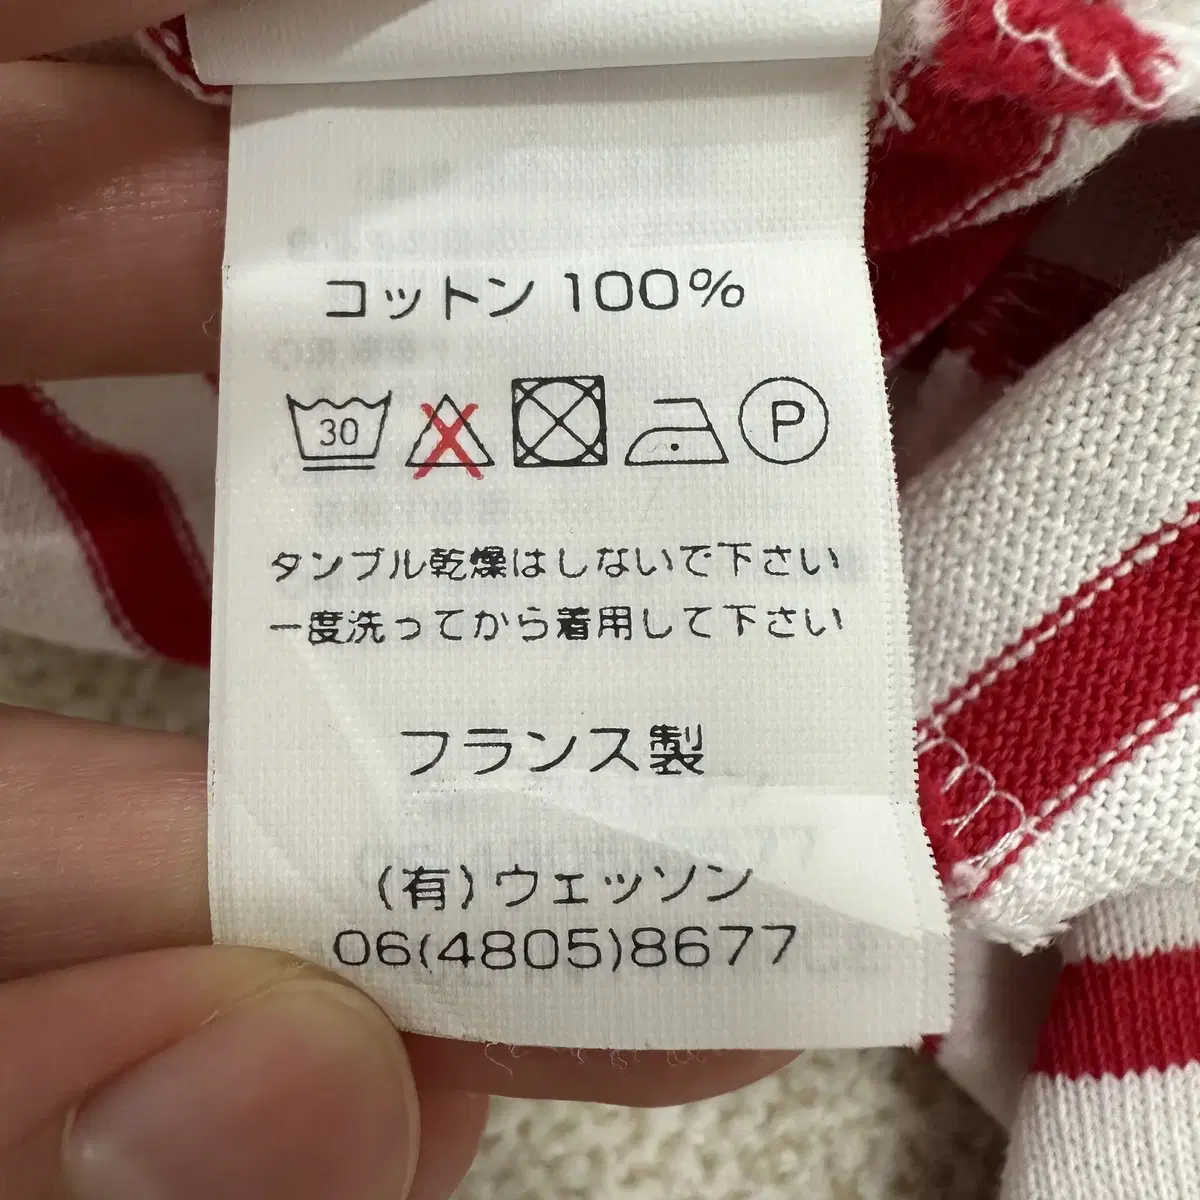 コットン 100%
30
P
タンブル乾燥はしないで下さい
一度洗ってから着用して下さい
フランス製
(有) ウェッソン
06(4805)8677